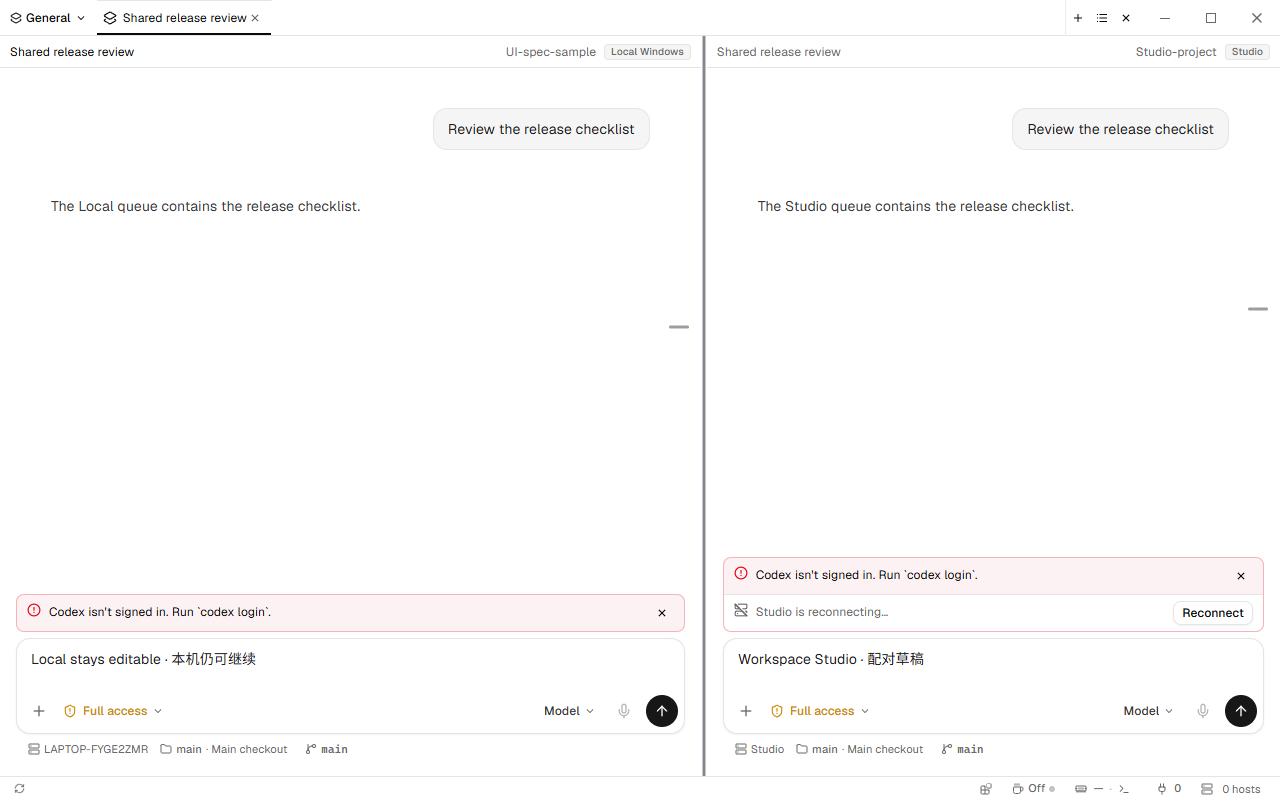 General
Shared release review
Shared release review
UI-spec-sample
Local Windows
Review the release checklist
The Local queue contains the release checklist.
Codex isn't signed in. Run `codex login`.
Local stays editable · 本机仍可继续
Full access
Model
LAPTOP-FYGE2ZMR
main · Main checkout
main
Shared release review
Studio-project
Studio
Review the release checklist
The Studio queue contains the release checklist.
Codex isn't signed in. Run `codex login`.
Studio is reconnecting…
Reconnect
Workspace Studio · 配对草稿
Full access
Model
Studio
main · Main checkout
main
Off
— ·
0
0 hosts